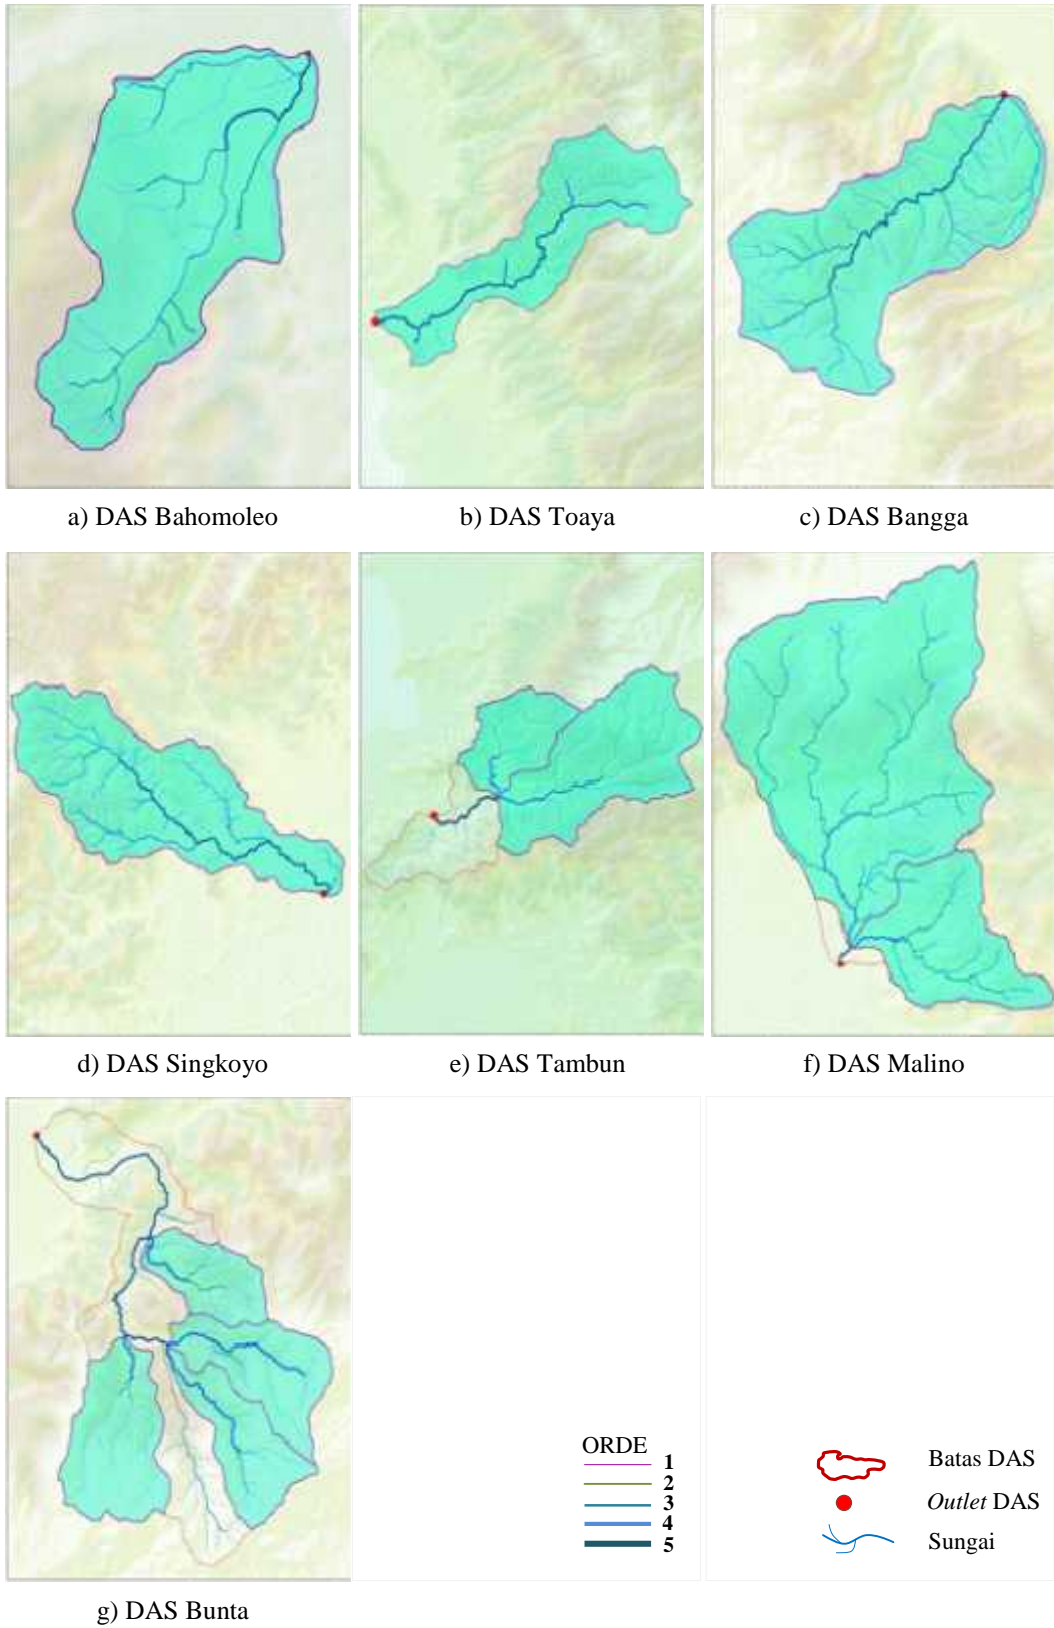 a) DAS Bahomoleo
b) DAS Toaya
c) DAS Bangga
d) DAS Singkoyo
e) DAS Tambun
f) DAS Malino
ORDE
1
2
3
4
5
Batas DAS
Outlet DAS
Sungai
g) DAS Bunta